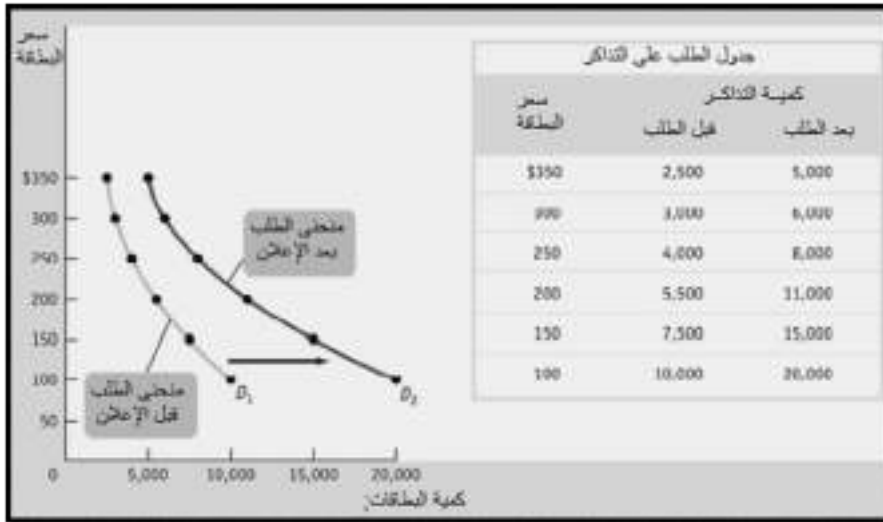 سعر
البطاقة
$350
300
250
200
150
100
50
0
5,000
10,000
15,000
20,000
كمية البطاقات
منحنى الطلب
بعد الإعلان
منحنى الطلب
قبل الإعلان
D1
D2
جدول الطلب على التذاكر
سعر
البطاقة
كميـة التذاكـر
قبل الطلب
بعد الطلب
$350 2,500 5,000
300 3,000 6,000
250 4,000 8,000
200 5,500 11,000
150 7,500 15,000
100 10,000 20,000